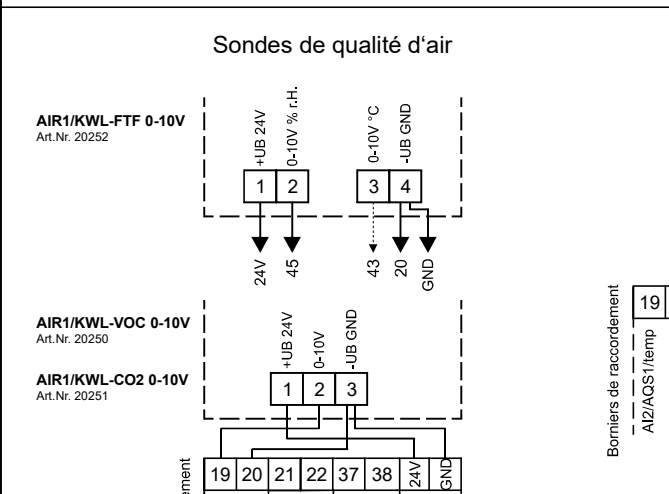 Sondes de qualité d‘air
AIR1/KWL-FTF 0-10V
Art.Nr. 20252
+UB 24V
0-10V % r.H.
0-10V °C
-UB GND
1 2 3 4
24V
45
43
20
GND
AIR1/KWL-VOC 0-10V
Art.Nr. 20250
AIR1/KWL-CO2 0-10V
Art.Nr. 20251
+UB 24V
0-10V
-UB GND
1 2 3
19 20 21 22 37 38 24V GND
Borniers de raccordement
AI2/AQS1/temp
19